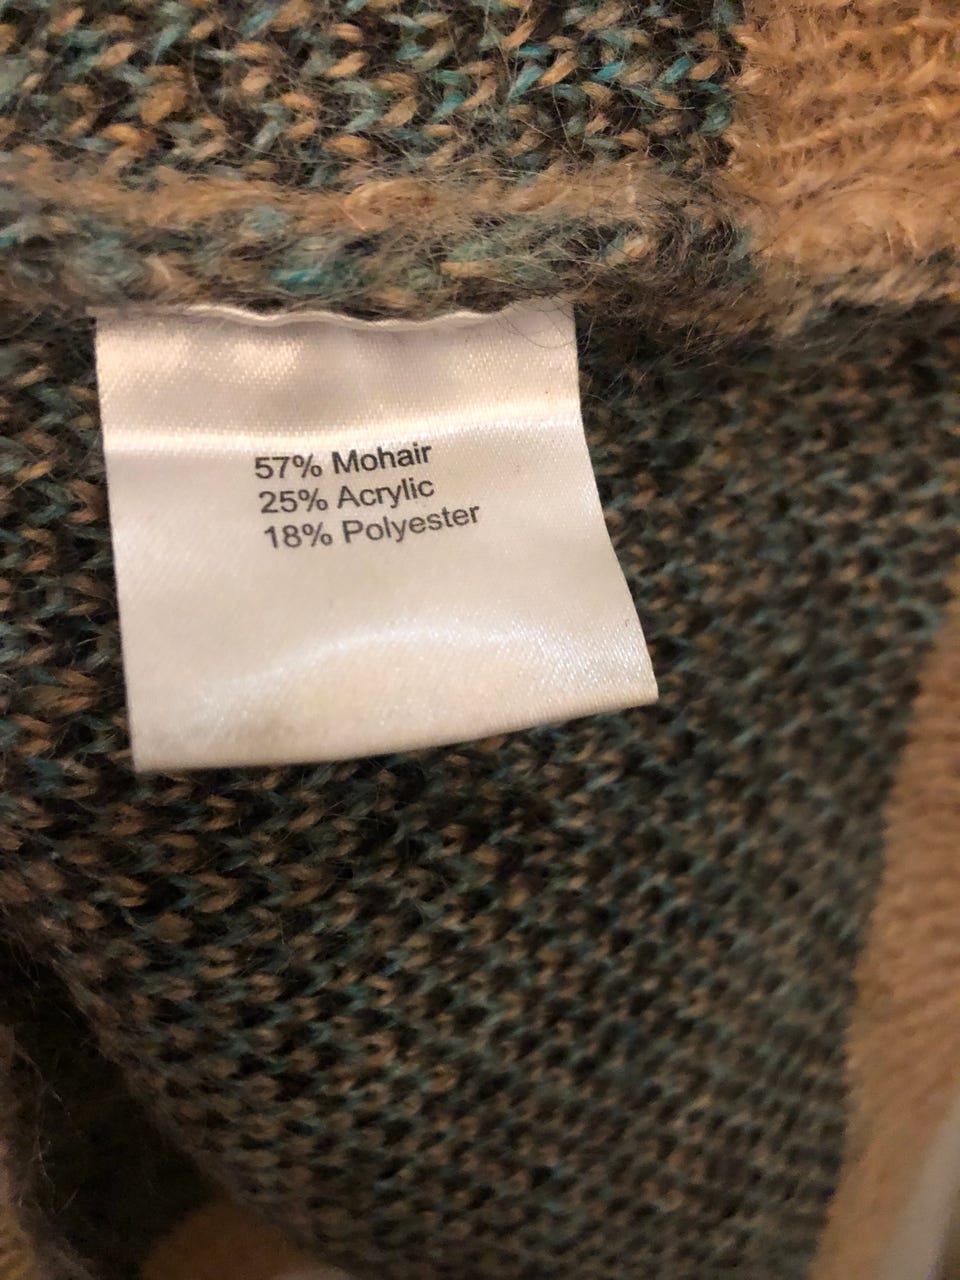 57% Mohair
25% Acrylic
18% Polyester